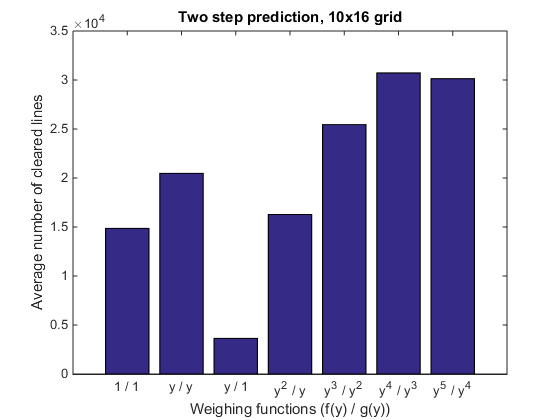 Two step prediction, 10x16 grid
×10⁴
3.5
3
2.5
2
1.5
1
0.5
0
Average number of cleared lines
1 / 1 y / y y / 1 y² / y y³ / y² y⁴ / y³ y⁵ / y⁴
Weighing functions (f(y) / g(y))